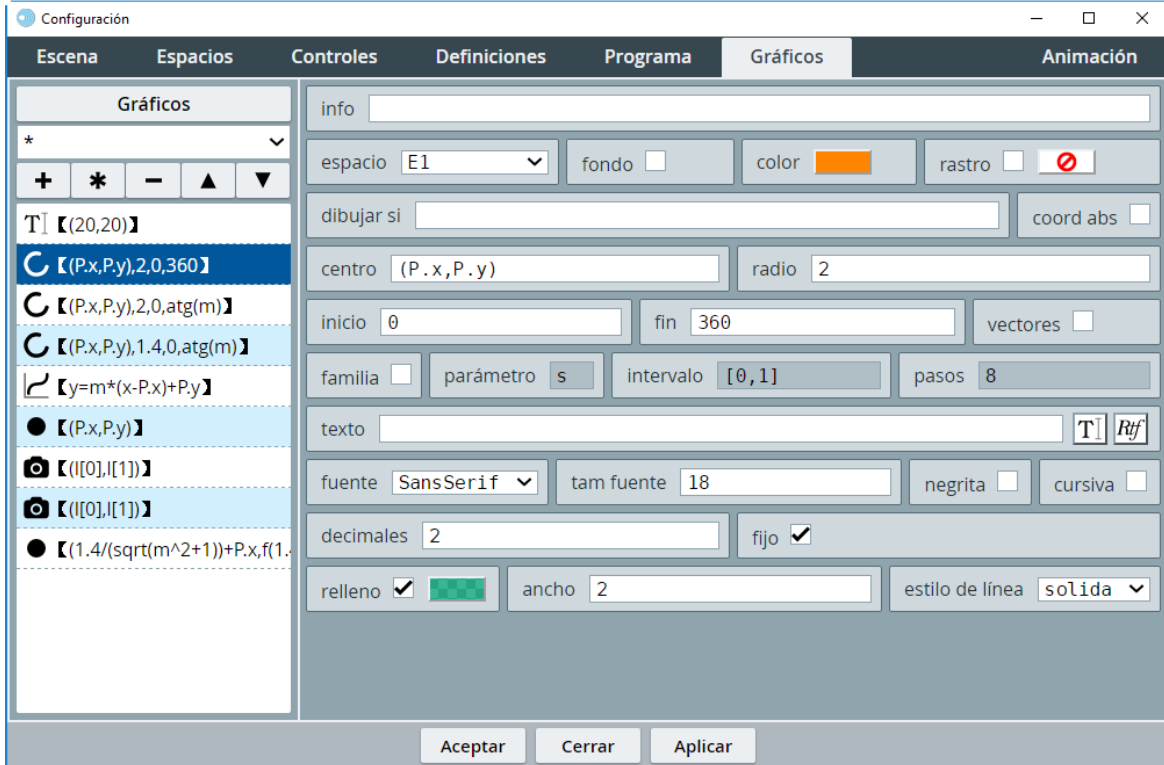 Configuración
Escena Espacios Controles Definiciones Programa Gráficos Animación
Gráficos
*
+ * − ▲ ▼
T 【(20,20)】
【(P.x,P.y),2,0,360】
【(P.x,P.y),2,0,atg(m)】
【(P.x,P.y),1.4,0,atg(m)】
【y=m*(x-P.x)+P.y】
【(P.x,P.y)】
【(I[0],I[1])】
【(I[0],I[1])】
【(1.4/(sqrt(m^2+1))+P.x,f(1.
info
espacio E1 fondo color rastro
dibujar si coord abs
centro (P.x,P.y) radio 2
inicio 0 fin 360 vectores
familia parámetro s intervalo [0,1] pasos 8
texto T Rtf
fuente SansSerif tam fuente 18 negrita cursiva
decimales 2 fijo
relleno ancho 2 estilo de línea solida
Aceptar Cerrar Aplicar